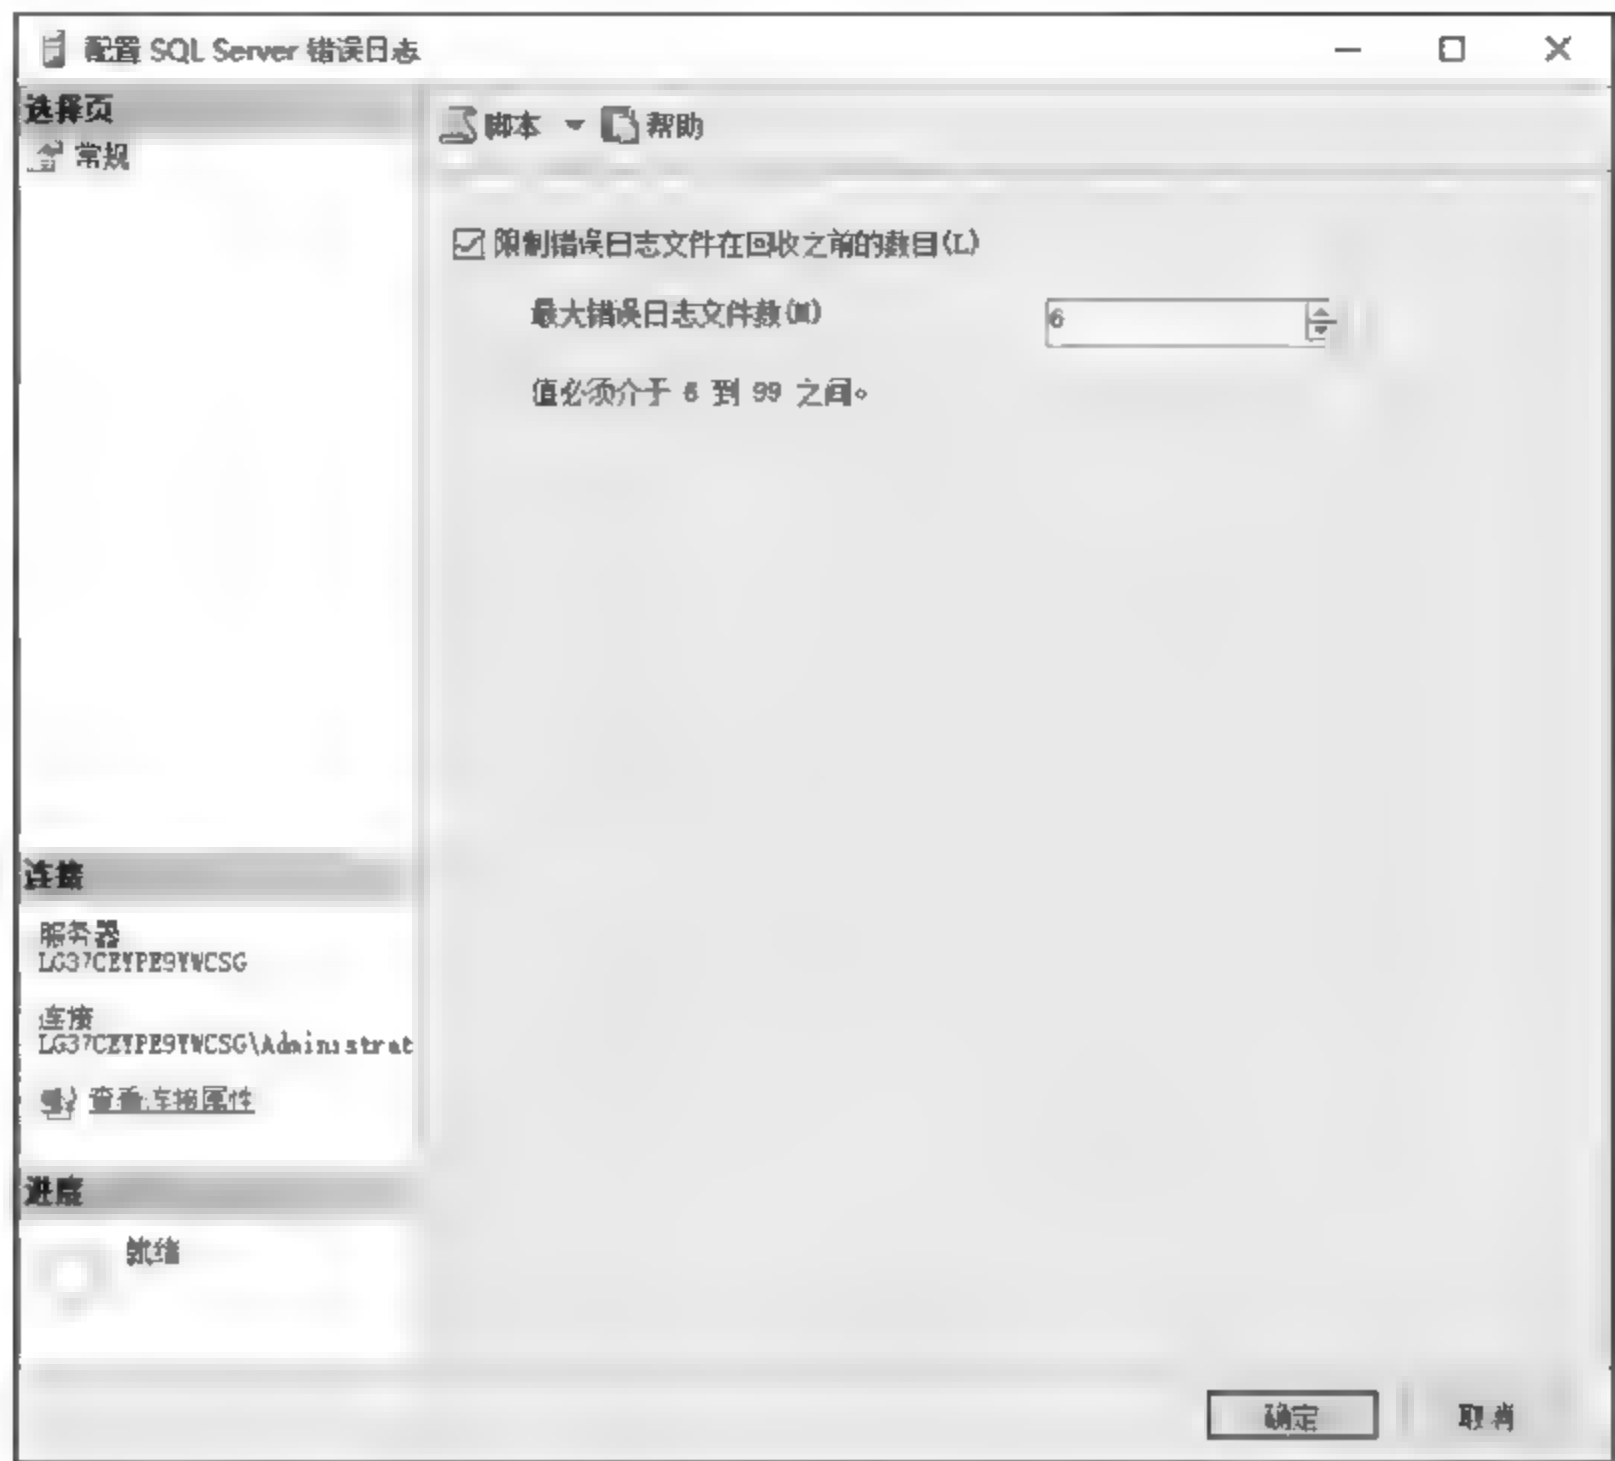 配置 SQL Server 错误日志
选择页
常规
脚本 帮助
限制错误日志文件在回收之前的数目(L)
最大错误日志文件数(M)
6
值必须介于 6 到 99 之间。
连接
服务器
LG37CEYPE9YWCSG
连接
LG37CEYPE9YWCSG\Administrat
查看连接属性
进度
就绪
确定 取消